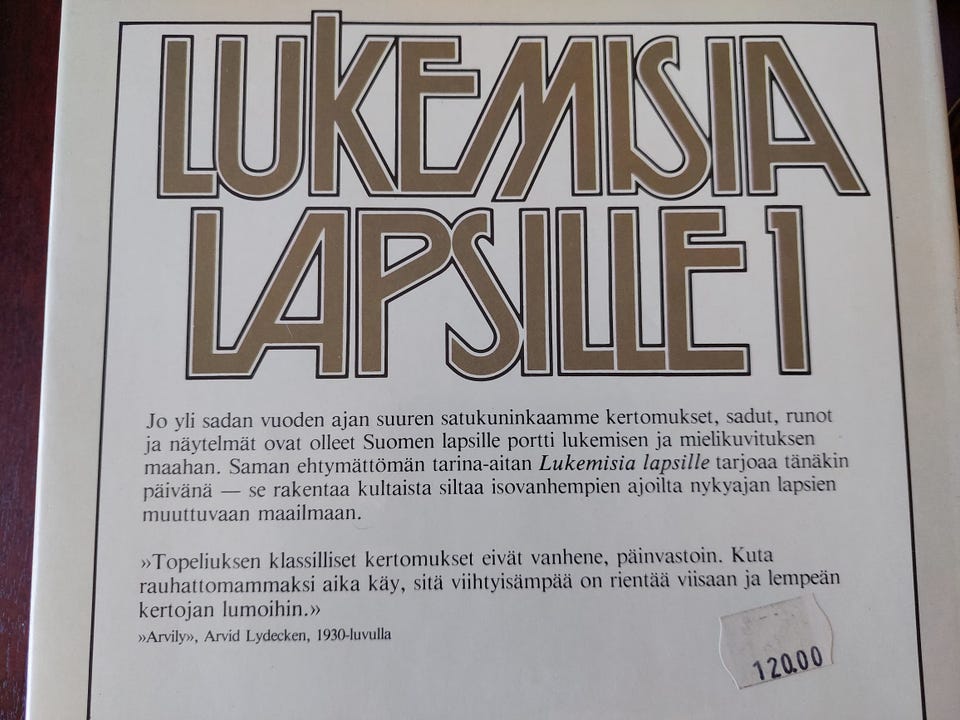 LUKEMISIA
LAPSILLE 1
Jo yli sadan vuoden ajan suuren satukuninkaamme kertomukset, sadut, runot
ja näytelmät ovat olleet Suomen lapsille portti lukemisen ja mielikuvituksen
maahan. Saman ehtymättömän tarina-aitan Lukemisia lapsille tarjoaa tänäkin
päivänä — se rakentaa kultaista siltaa isovanhempien ajoilta nykyajan lapsien
muuttuvaan maailmaan.
»Topeliuksen klassilliset kertomukset eivät vanhene, päinvastoin. Kuta
rauhattomammaksi aika käy, sitä viihtyisämpää on rientää viisaan ja lempeän
kertojan lumoihin.»
»Arvily», Arvid Lydecken, 1930-luvulla
120.00